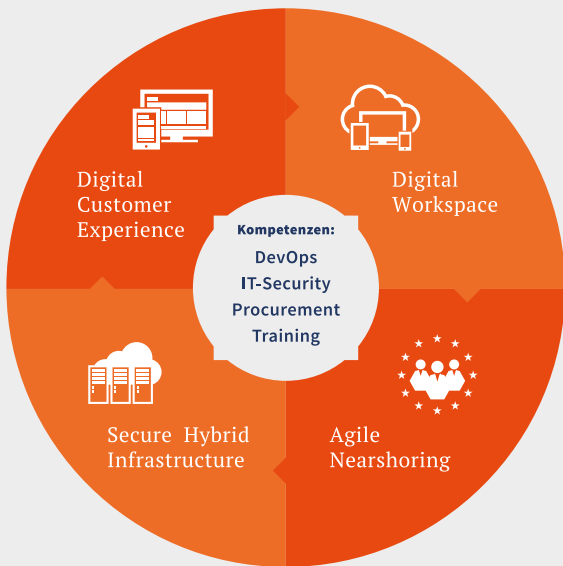 Digital
Customer
Experience
Digital
Workspace
Kompetenzen:
DevOps
IT-Security
Procurement
Training
Secure Hybrid
Infrastructure
Agile
Nearshoring